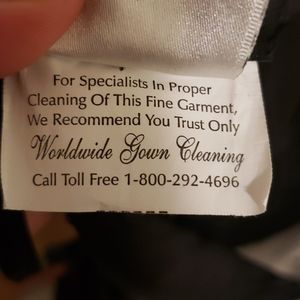 For Specialists In Proper
Cleaning Of This Fine Garment,
We Recommend You Trust Only
Worldwide Gown Cleaning
Call Toll Free 1-800-292-4696